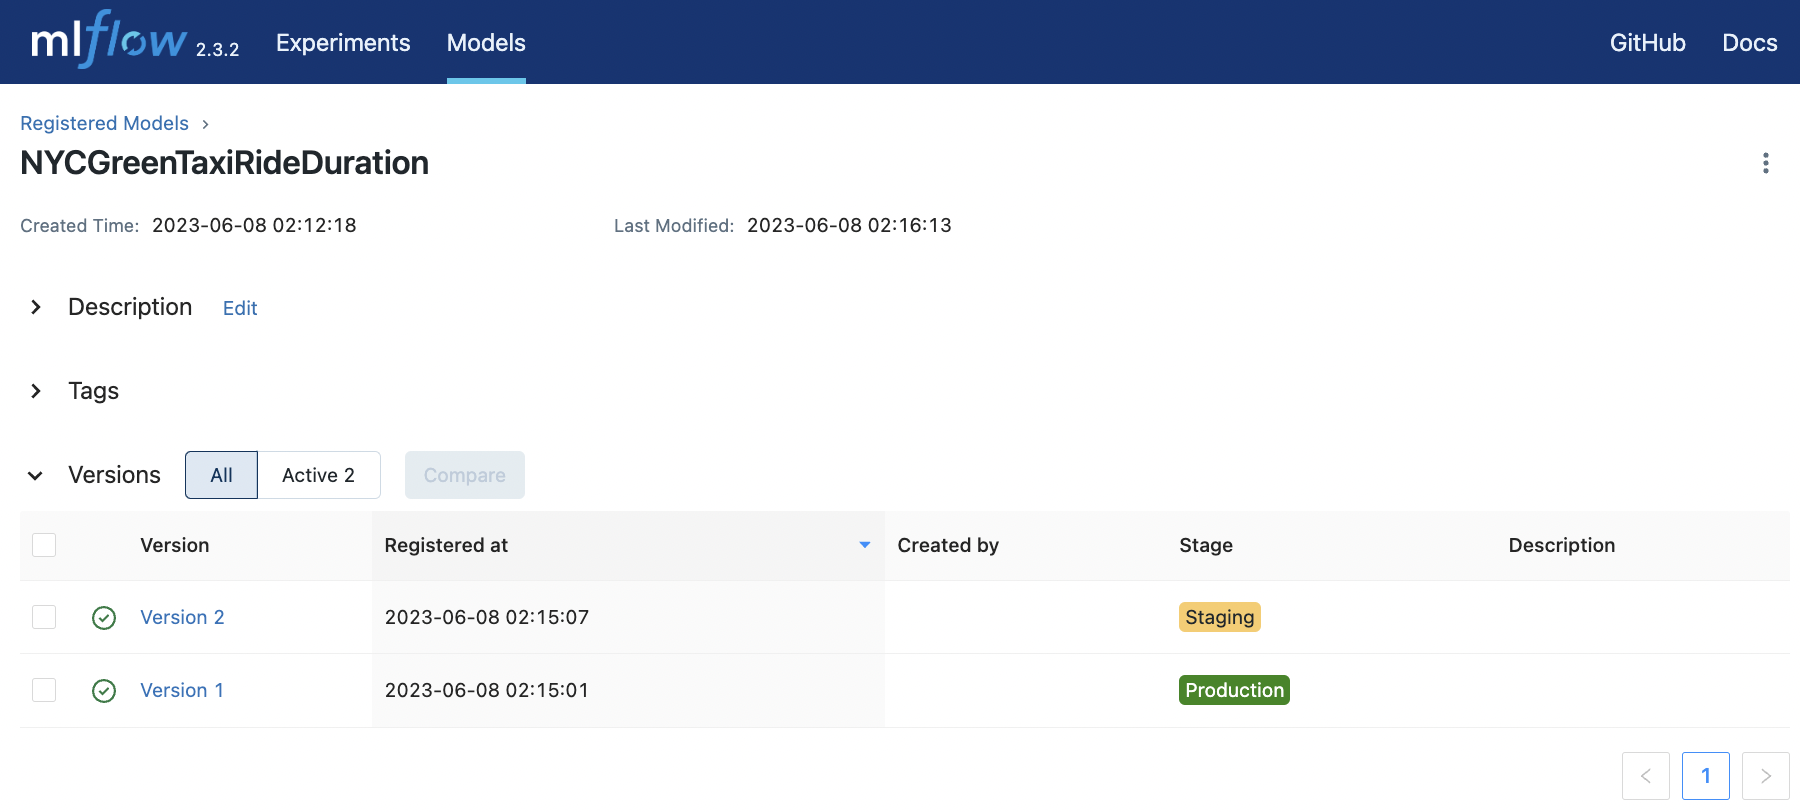 mlflow 2.3.2 Experiments Models GitHub Docs
Registered Models >
NYCGreenTaxiRideDuration
Created Time: 2023-06-08 02:12:18 Last Modified: 2023-06-08 02:16:13
Description Edit
Tags
Versions All Active 2 Compare
Version Registered at Created by Stage Description
Version 2 2023-06-08 02:15:07 Staging
Version 1 2023-06-08 02:15:01 Production
< 1 >